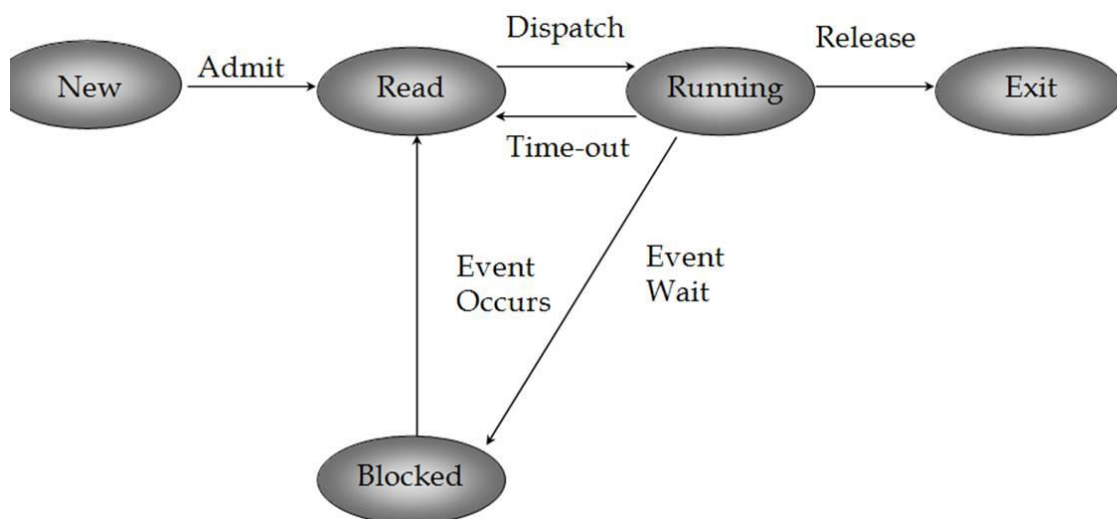 Dispatch
Release
Admit
New
Read
Running
Exit
Time-out
Event
Occurs
Event
Wait
Blocked